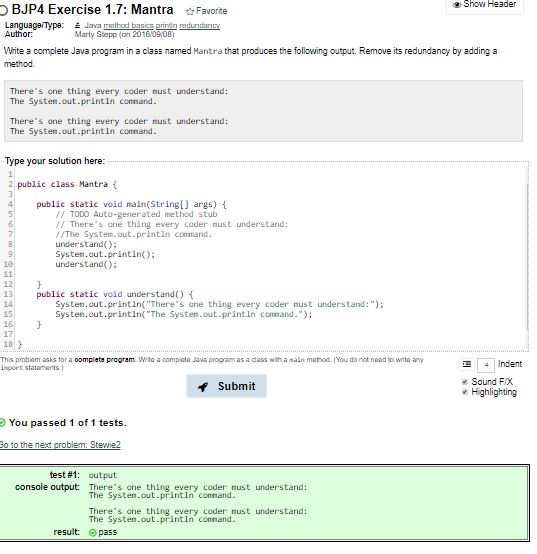 BJP4 Exercise 1.7: Mantra Favorite
Show Header
Language/Type: Java method basics println redundancy
Author: Marty Stepp (on 2016/09/08)
Write a complete Java program in a class named Mantra that produces the following output. Remove its redundancy by adding a
method.
There's one thing every coder must understand:
The System.out.println command.
There's one thing every coder must understand:
The System.out.println command.
Type your solution here:
1
2 public class Mantra {
3
4 public static void main(String[] args) {
5 // TODO Auto-generated method stub
6 // There's one thing every coder must understand:
7 //The System.out.println command.
8 understand();
9 System.out.println();
10 understand();
11
12 }
13 public static void understand() {
14 System.out.println("There's one thing every coder must understand:");
15 System.out.println("The System.out.println command.");
16 }
17
18 }
This problem asks for a complete program. Write a complete Java program as a class with a main method. (You do not need to write any
import statements.)
4 Indent
Sound F/X
Highlighting
Submit
You passed 1 of 1 tests.
Go to the next problem: Stewie2
test #1: output
console output: There's one thing every coder must understand:
The System.out.println command.
There's one thing every coder must understand:
The System.out.println command.
result: pass